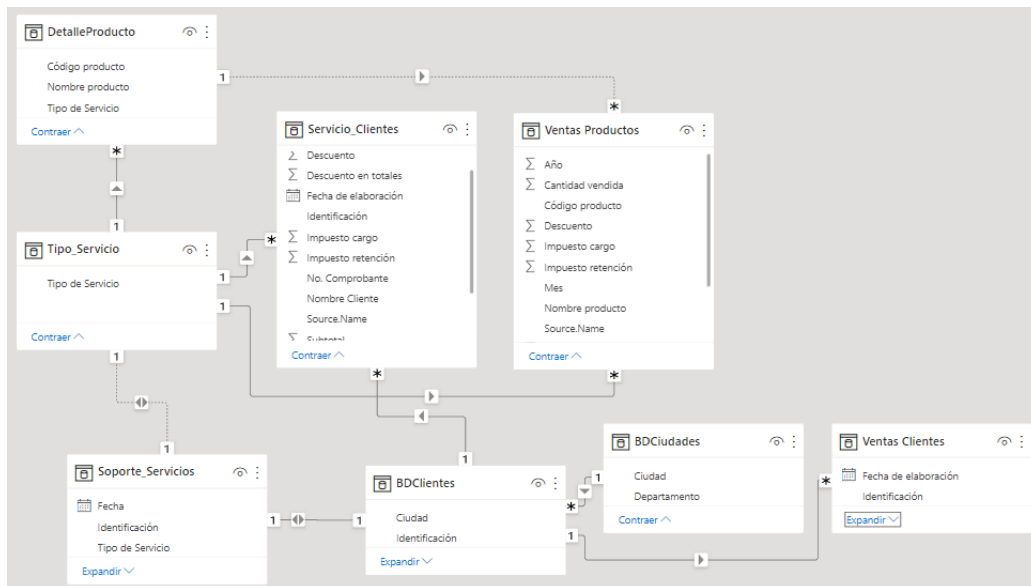 DetalleProducto
Código producto
Nombre producto
Tipo de Servicio
Contraer
1
*
*
1
Servicio_Clientes
Descuento
Descuento en totales
Fecha de elaboración
Identificación
Impuesto cargo
Impuesto retención
No. Comprobante
Nombre Cliente
Source.Name
Subtotal
Contraer
*
Ventas Productos
Año
Cantidad vendida
Código producto
Descuento
Impuesto cargo
Impuesto retención
Mes
Nombre producto
Source.Name
Contraer
*
Tipo_Servicio
Tipo de Servicio
Contraer
*
1
1
1
1
Soporte_Servicios
Fecha
Identificación
Tipo de Servicio
Expandir
1
1
1
BDClientes
Ciudad
Identificación
Expandir
*
1
1
BDCiudades
Ciudad
Departamento
Contraer
*
Ventas Clientes
Fecha de elaboración
Identificación
Expandir